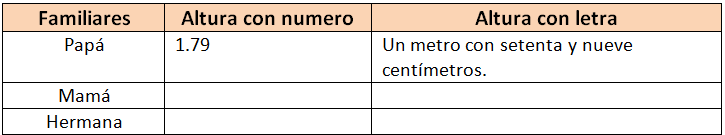 Familiares Altura con numero Altura con letra
Papá 1.79 Un metro con setenta y nueve
centímetros.
Mamá
Hermana